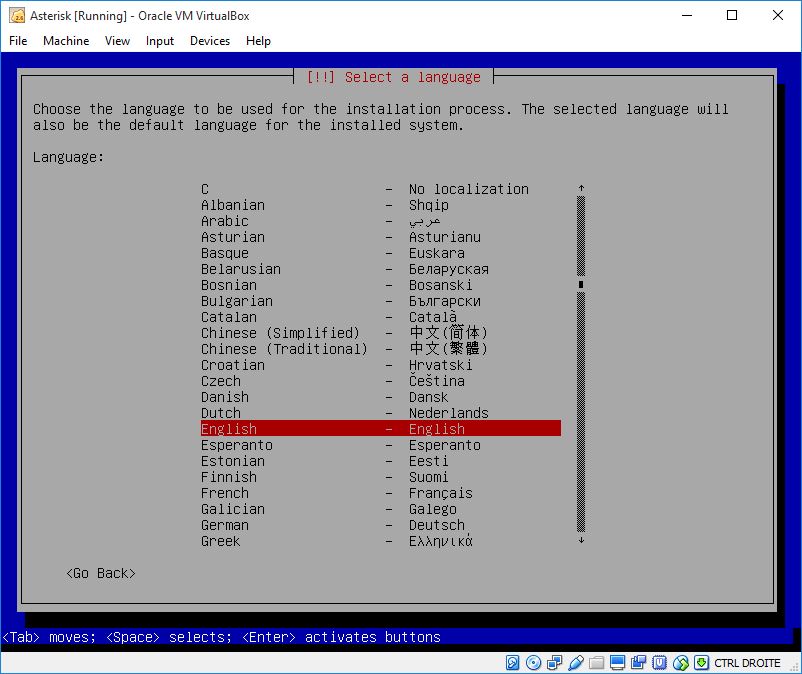 Asterisk [Running] - Oracle VM VirtualBox
File Machine View Input Devices Help
[!!] Select a language
Choose the language to be used for the installation process. The selected language will
also be the default language for the installed system.
Language:
C - No localization
Albanian - Shqip
Arabic - عربي
Asturian - Asturianu
Basque - Euskara
Belarusian - Беларуская
Bosnian - Bosanski
Bulgarian - Български
Catalan - Català
Chinese (Simplified) - 中文(简体)
Chinese (Traditional) - 中文(繁體)
Croatian - Hrvatski
Czech - Čeština
Danish - Dansk
Dutch - Nederlands
English - English
Esperanto - Esperanto
Estonian - Eesti
Finnish - Suomi
French - Français
Galician - Galego
German - Deutsch
Greek - Ελληνικά
<Go Back>
<Tab> moves; <Space> selects; <Enter> activates buttons
CTRL DROITE